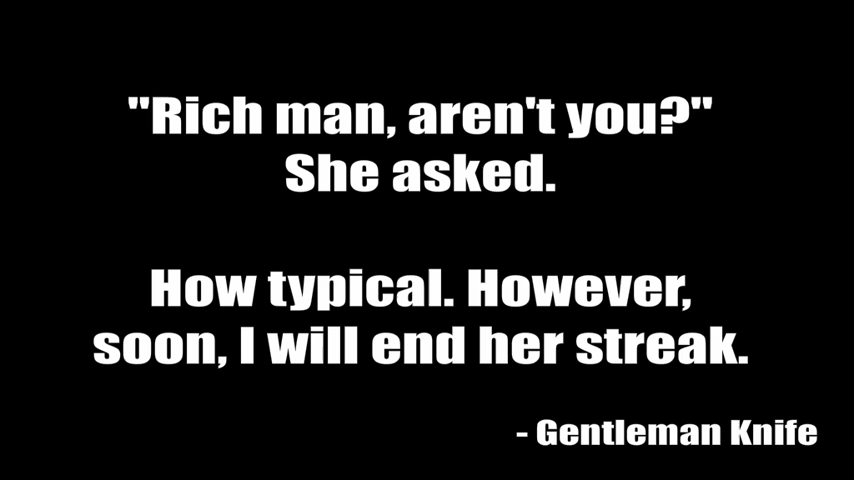 "Rich man, aren't you?"
She asked.
How typical. However,
soon, I will end her streak.
- Gentleman Knife